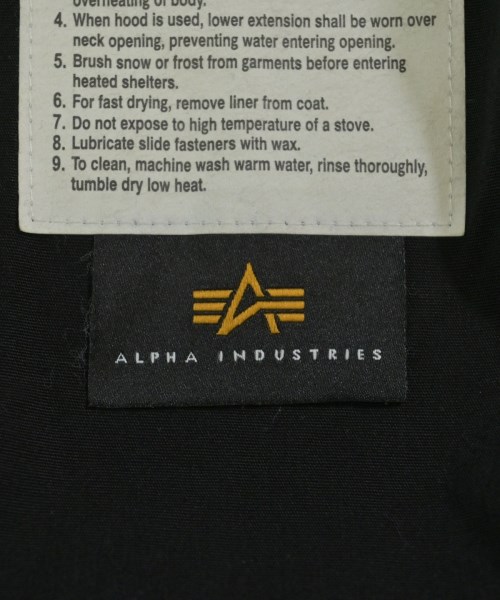 overheating of body.
4. When hood is used, lower extension shall be worn over
neck opening, preventing water entering opening.
5. Brush snow or frost from garments before entering
heated shelters.
6. For fast drying, remove liner from coat.
7. Do not expose to high temperature of a stove.
8. Lubricate slide fasteners with wax.
9. To clean, machine wash warm water, rinse thoroughly,
tumble dry low heat.
ALPHA INDUSTRIES